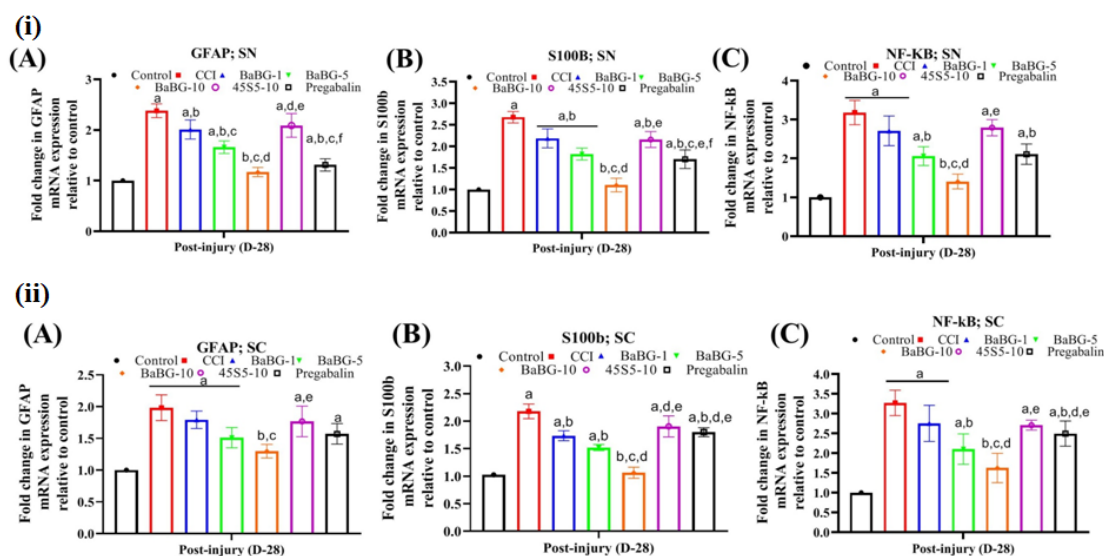 (i)
(A)
GFAP; SN
Control CCI BaBG-1 BaBG-5
BaBG-10 45S5-10 Pregabalin
Fold change in GFAP
mRNA expression
relative to control
3
2
1
0
a
a,b
a,b,c
b,c,d
a,d,e
a,b,c,f
Post-injury (D-28)
(B)
S100B; SN
Control CCI BaBG-1 BaBG-5
BaBG-10 45S5-10 Pregabalin
Fold change in S100b
mRNA expression
relative to control
3.5
3.0
2.5
2.0
1.5
1.0
0.5
0.0
a
a,b
b,c,d
a,b,e
a,b,c,e,f
Post-injury (D-28)
(C)
NF-KB; SN
Control CCI BaBG-1 BaBG-5
BaBG-10 45S5-10 Pregabalin
Fold change in NF-kB
mRNA expression
relative to control
4
3
2
1
0
a
a,b
b,c,d
a,e
a,b
Post-injury (D-28)
(ii)
(A)
GFAP; SC
Control CCI BaBG-1 BaBG-5
BaBG-10 45S5-10 Pregabalin
Fold change in GFAP
mRNA expression
relative to control
2.5
2.0
1.5
1.0
0.5
0.0
a
b,c
a,e
a
Post-injury (D-28)
(B)
S100b; SC
Control CCI BaBG-1 BaBG-5
BaBG-10 45S5-10 Pregabalin
Fold change in S100b
mRNA expression
relative to control
3.0
2.5
2.0
1.5
1.0
0.5
0.0
a
a,b
a,b
b,c,d
a,d,e
a,b,d,e
Post-injury (D-28)
(C)
NF-kB; SC
Control CCI BaBG-1 BaBG-5
BaBG-10 45S5-10 Pregabalin
Fold change in NF-kB
mRNA expression
relative to control
4.0
3.5
3.0
2.5
2.0
1.5
1.0
0.5
0.0
a
a,b
b,c,d
a,e
a,b,d,e
Post-injury (D-28)